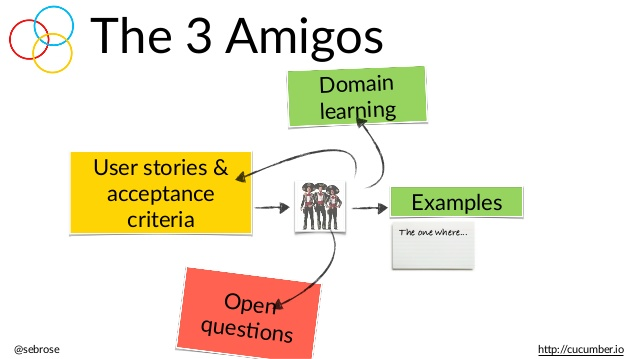 The 3 Amigos
Domain
learning
User stories &
acceptance
criteria
Examples
The one where...
Open
questions
@sebrose
http://cucumber.io